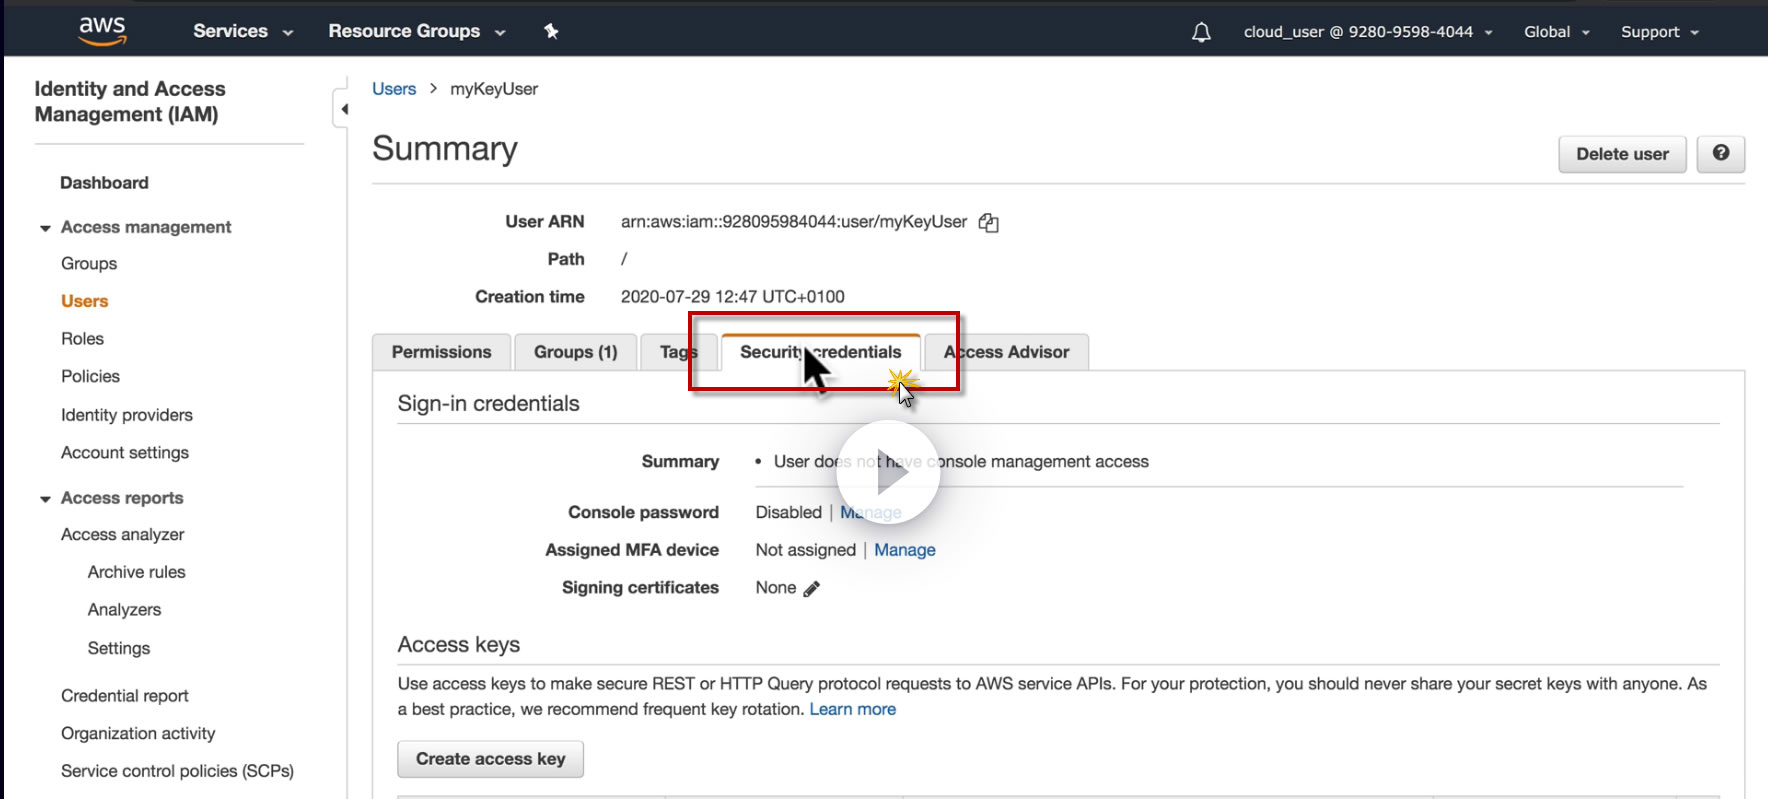 aws
Services
Resource Groups
cloud_user @ 9280-9598-4044
Global
Support
Identity and Access
Management (IAM)
Dashboard
Access management
Groups
Users
Roles
Policies
Identity providers
Account settings
Access reports
Access analyzer
Archive rules
Analyzers
Settings
Credential report
Organization activity
Service control policies (SCPs)
Users > myKeyUser
Summary
Delete user
?
User ARN arn:aws:iam::928095984044:user/myKeyUser
Path /
Creation time 2020-07-29 12:47 UTC+0100
Permissions
Groups (1)
Tags
Security credentials
Access Advisor
Sign-in credentials
Summary • User does not have console management access
Console password Disabled | Manage
Assigned MFA device Not assigned | Manage
Signing certificates None
Access keys
Use access keys to make secure REST or HTTP Query protocol requests to AWS service APIs. For your protection, you should never share your secret keys with anyone. As
a best practice, we recommend frequent key rotation. Learn more
Create access key